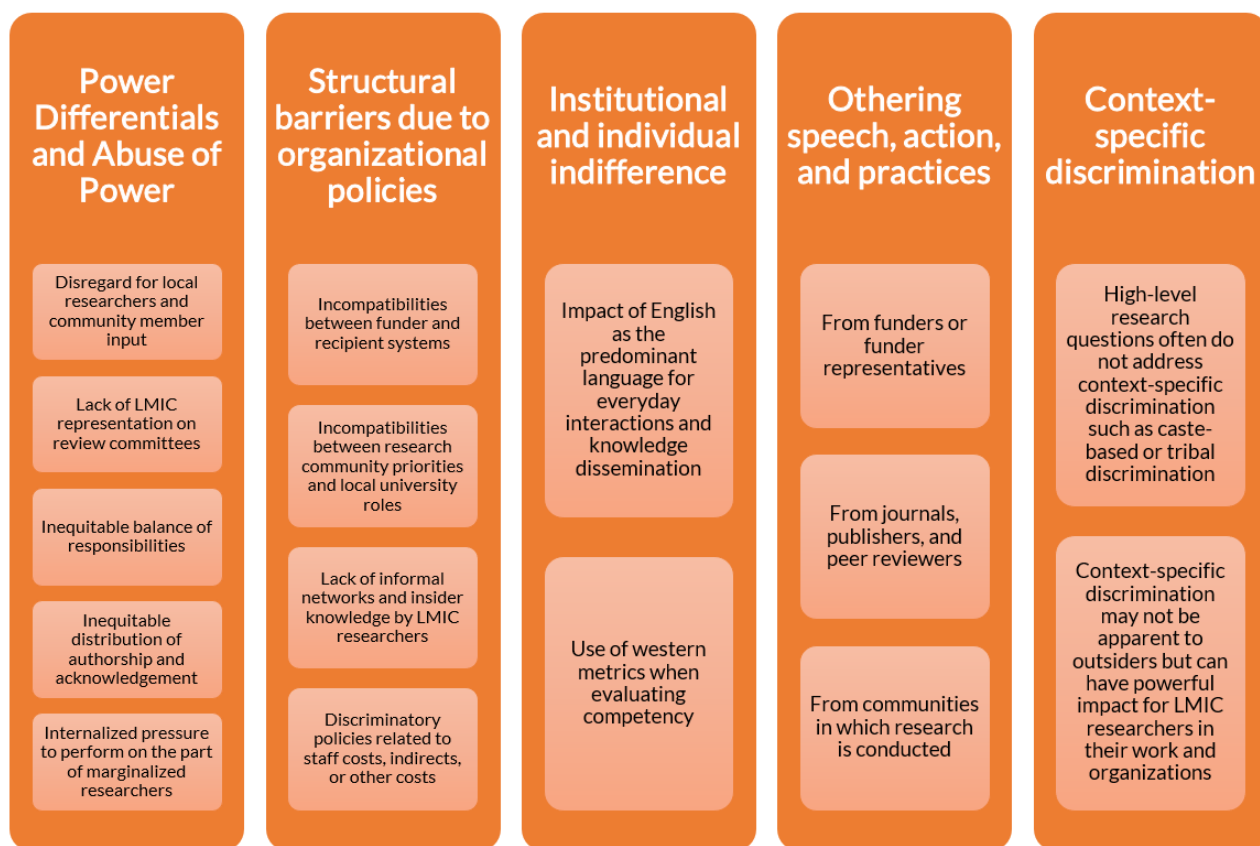 Power
Differentials
and Abuse of
Power
Disregard for local
researchers and
community member
input
Lack of LMIC
representation on
review committees
Inequitable balance of
responsibilities
Inequitable
distribution of
authorship and
acknowledgement
Internalized pressure
to perform on the part
of marginalized
researchers
Structural
barriers due to
organizational
policies
Incompatibilities
between funder and
recipient systems
Incompatibilities
between research
community priorities
and local university
roles
Lack of informal
networks and insider
knowledge by LMIC
researchers
Discriminatory
policies related to
staff costs, indirects,
or other costs
Institutional
and individual
indifference
Impact of English
as the
predominant
language for
everyday
interactions and
knowledge
dissemination
Use of western
metrics when
evaluating
competency
Othering
speech, action,
and practices
From funders or
funder
representatives
From journals,
publishers, and
peer reviewers
From communities
in which research
is conducted
Context-
specific
discrimination
High-level
research
questions often do
not address
context-specific
discrimination
such as caste-
based or tribal
discrimination
Context-specific
discrimination
may not be
apparent to
outsiders but can
have powerful
impact for LMIC
researchers in
their work and
organizations